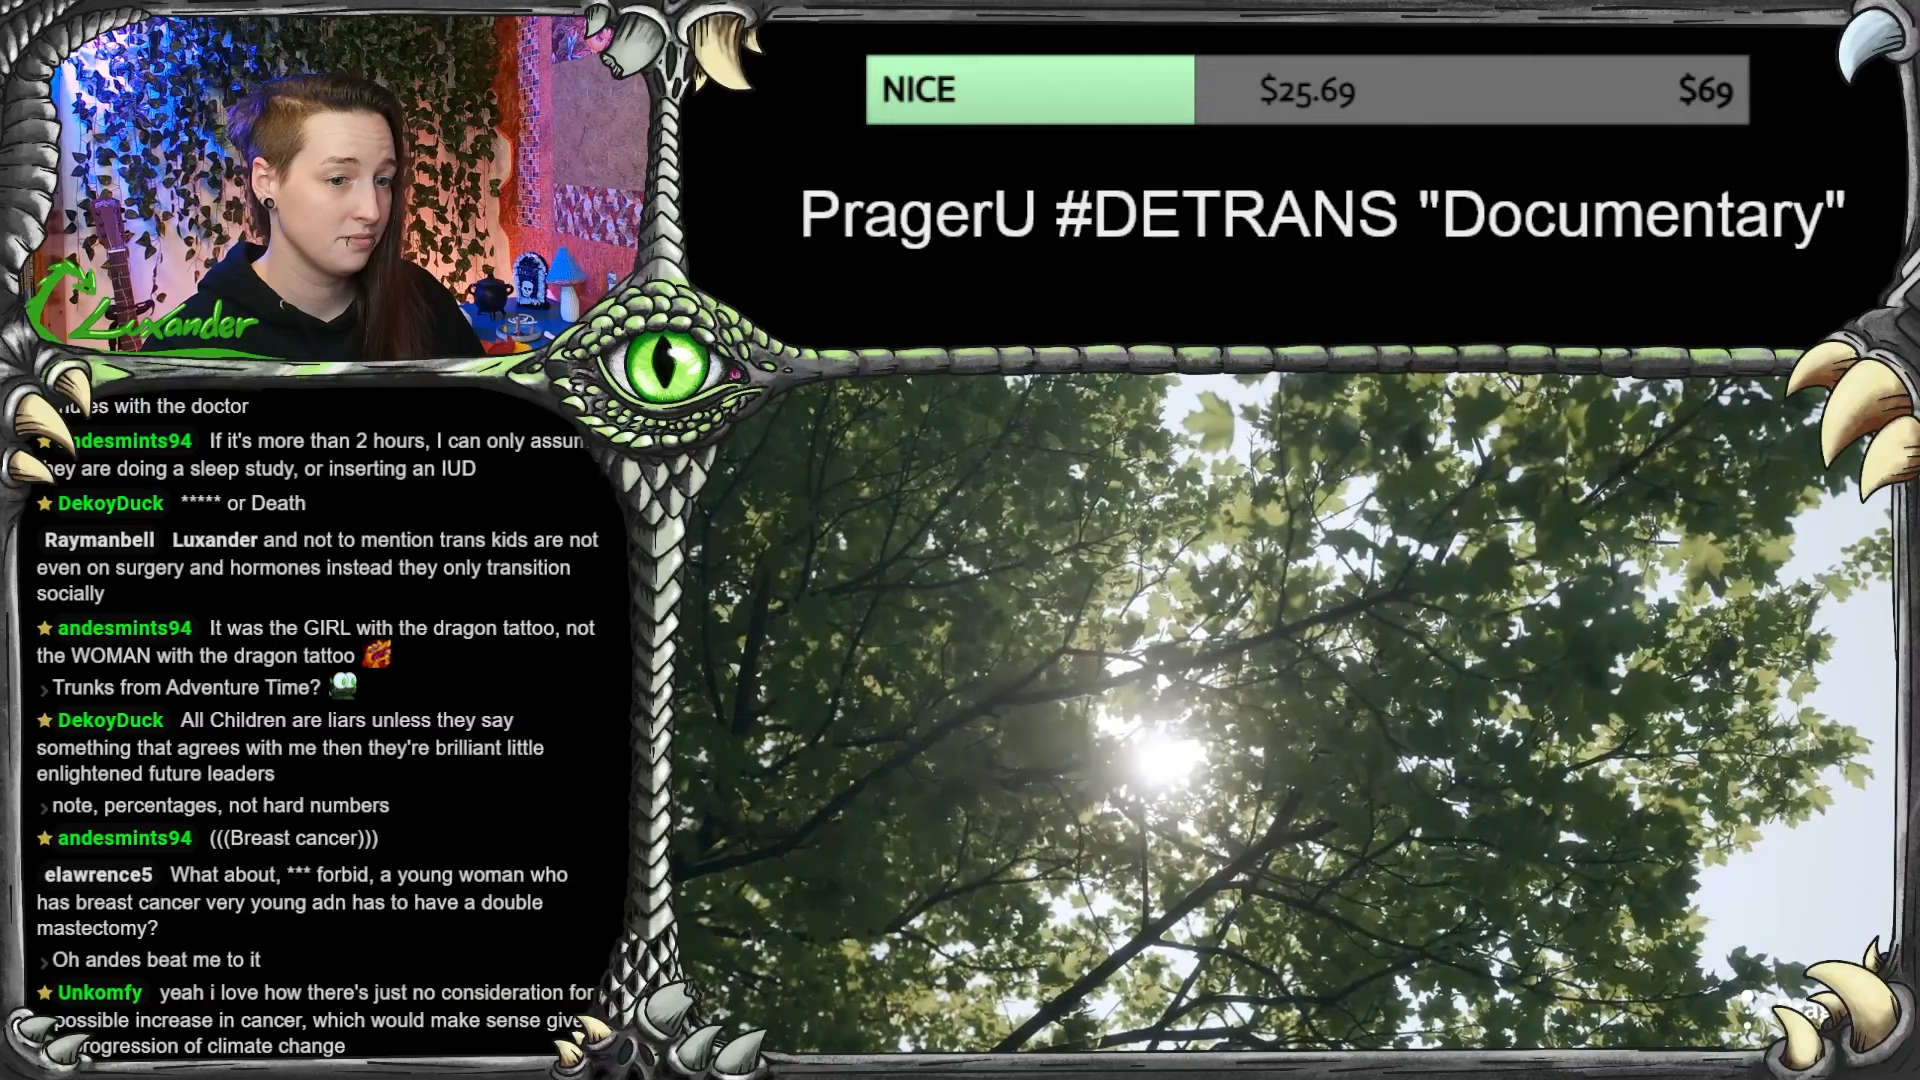 NICE $25.69 $69
PragerU #DETRANS "Documentary"
Luxander
with the doctor
andesmints94 If it's more than 2 hours, I can only
they are doing a sleep study, or inserting an IUD
DekoyDuck ***** or Death
Raymanbell Luxander and not to mention trans kids are not
even on surgery and hormones instead they only transition
socially
andesmints94 It was the GIRL with the dragon tattoo, not
the WOMAN with the dragon tattoo
Trunks from Adventure Time?
DekoyDuck All Children are liars unless they say
something that agrees with me then they're brilliant little
enlightened future leaders
note, percentages, not hard numbers
andesmints94 (((Breast cancer)))
elawrence5 What about, *** forbid, a young woman who
has breast cancer very young adn has to have a double
mastectomy?
Oh andes beat me to it
Unkomfy yeah i love how there's just no consideration for
possible increase in cancer, which would make sense
progression of climate change